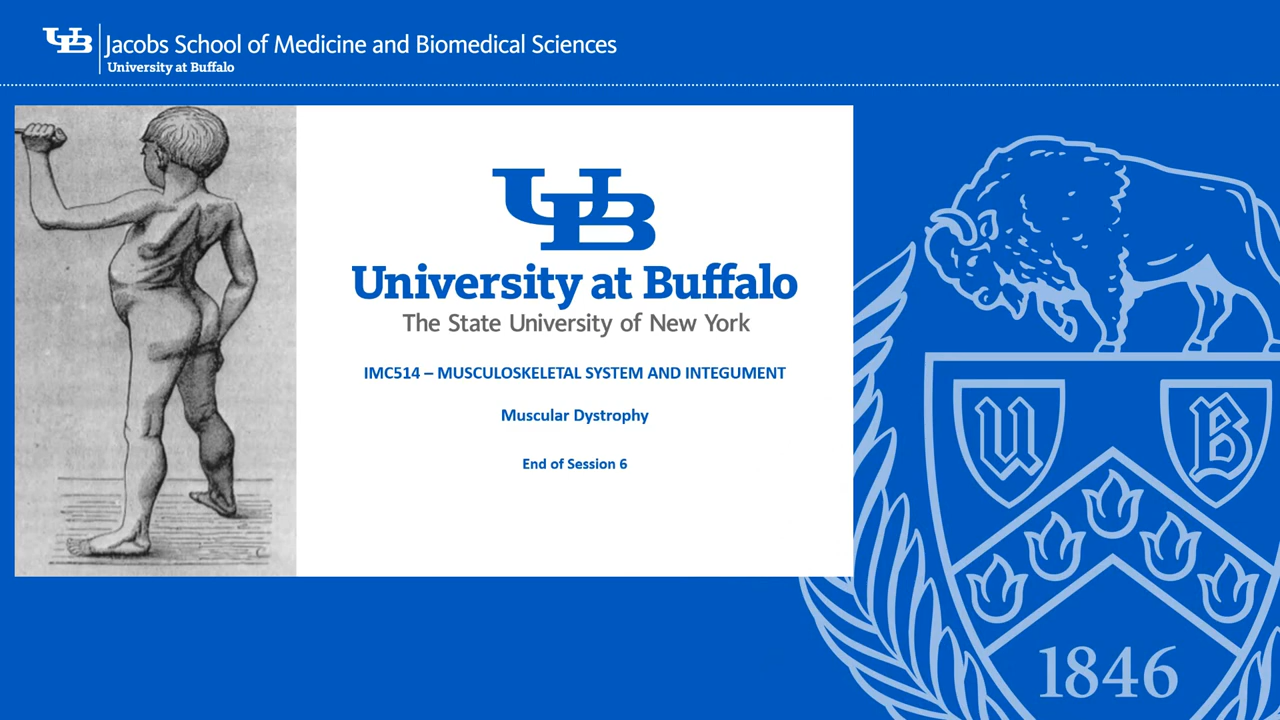 UB
Jacobs School of Medicine and Biomedical Sciences
University at Buffalo
UB
University at Buffalo
The State University of New York
IMC514 – MUSCULOSKELETAL SYSTEM AND INTEGUMENT
Muscular Dystrophy
End of Session 6
U B
1846